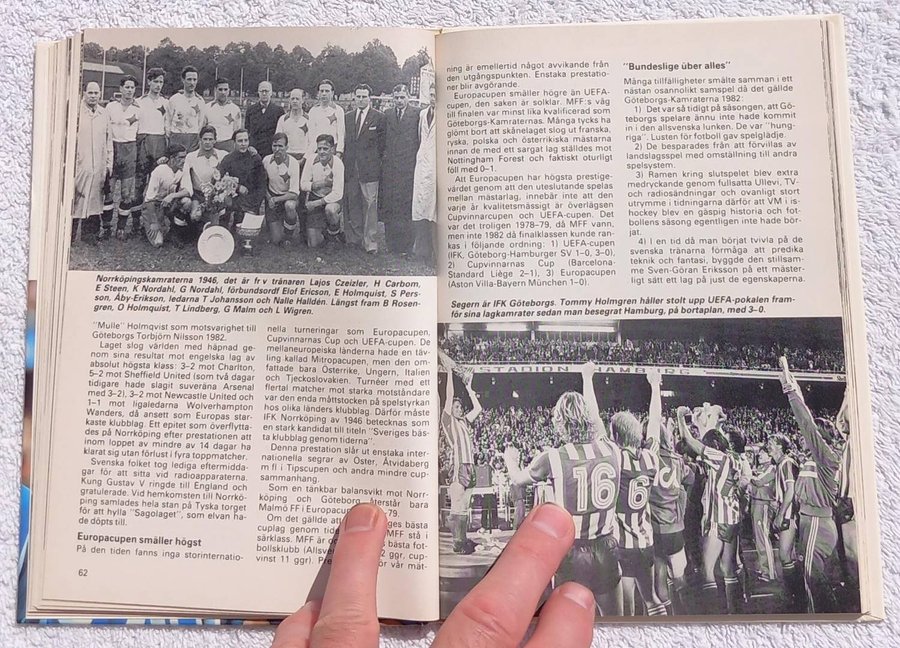 Norrköpingskamraterna 1946, det är fr v tränaren Lajos Czeizler, H Carbom,
E Steen, K Nordahl, G Nordahl, förbundsordf Elof Ericson, E Holmquist, S Pers-
son, Åby-Erikson, ledarna T Johansson och Nalle Halldén. Längst fram B Rosen-
gren, O Holmquist, T Lindberg, G Malm och L Wigren.
"Mulle" Holmqvist som motsvarighet till
Göteborgs Torbjörn Nilsson 1982.
Laget slog världen med häpnad ge-
nom sina resultat mot engelska lag av
absolut högsta klass: 3–2 mot Charlton,
5–2 mot Sheffield United (som två dagar
tidigare hade slagit suveräna Arsenal
med 3–2), 3–2 mot Newcastle United och
1–1 mot ligaledarna Wolverhampton
Wanders, då ansett som Europas star-
kaste lag. Ett epitet som överflytta-
des på Norrköping efter prestationen att
inom loppet av mindre av 14 dagar ha
klarat sig utan förlust i fyra toppmatcher.
Svenska folket tog lediga eftermidda-
gar för att sitta vid radioapparaterna.
Kung Gustav V ringde till England och
gratulerade. Vid hemkomsten till Norrkö-
ping samlades hela stan på Tyska torget
för att hylla "Sagolaget", som elvan ha-
de döpts till.
Europacupen smäller högst
På den tiden fanns inga storinternatio-
62
nella turneringar som Europacupen,
Cupvinnarnas Cup och UEFA-cupen. De
mellaneuropeiska länderna hade en täv-
ling kallad Mitropacupen, men den om-
fattade bara Österrike, Ungern, Italien
och Tjeckoslovakien. Turnéer med ett
flertal matcher mot starka motståndare
var den enda måttstocken på spelstyrkan
hos olika länders klubblag. Därför måste
IFK Norrköping av 1946 betecknas som
en stark kandidat till titeln "Sveriges bäs-
ta klubblag genom tiderna".
Denna prestation slår ut enstaka inter-
nationella segrar av Öster, Åtvidaberg
m fl i Tipscupen och andra mindre cup-
sammanhang.
Som en tänkbar balansvikt mot Norr-
köping och Göteborg återstår bara
Malmö FF i Europacupen –79.
Om det gällde att ges bästa
cuplag genom tide MFF stå i
särklass. MFF är d bästa fot-
bollsklubb (Allsve 2 ggr, cup-
vinst 11 ggr). Pre för vår mät-
ning är emellertid något avvikande från
den utgångspunkten. Enstaka prestatio-
ner blir avgörande.
Europacupen smäller högre än UEFA-
cupen, den saken är solklar. MFF:s väg
till finalen var minst lika kvalificerad som
Göteborgs-Kamraternas. Mång tycks ha
glömt bort att skånelaget slog ut franska,
ryska, polska och österrikiska mästarna
innan de med ett sargat lag ställdes mot
Nottingham Forest och faktiskt oturligt
föll med 0–1.
Att Europacupen har högsta prestige-
värdet genom att den uteslutande spelas
mellan mästarlag, innebär inte att den
varje år kvalitetsmässigt är överlägsen
Cupvinnarcupen och UEFA-cupen. Det
var det troligen 1978–79, då MFF vann,
men inte 1982 då finalklassen kunde ran-
kas i följande ordning: 1) UEFA-cupen
(IFK, Göteborg-Hamburger SV 1–0, 3–0),
2) Cupvinnarnas Cup (Barcelona-
Standard Liège 2–1), 3) Europacupen
(Aston Villa-Bayern München 1–0).
"Bundeslige über alles"
Många tillfälligheter smälte samman i ett
nästan osannolikt samspel då det gällde
Göteborgs-Kamraterna 1982.
1) Det var så tidigt på säsongen, att Gö-
teborgs spelare ännu inte hade kommit
in i den allsvenska lunken. De var "hung-
riga". Lusten för fotboll gav spelglädje.
2) De besparades från att förvillas av
landslagsspel med omställning till andra
spelsystem.
3) Ramen kring slutspelet blev extra
medryckande genom fullsatta Ullevi, TV-
och radiosändningar och ovanligt stort
utrymme i tidningarna därför att VM i is-
hockey blev en gäspig historia och fot-
bollens säsong egentligen inte hade bör-
jat.
4) I en tid då man börjat tvivla på de
svenska tränarna förmåga att predika
teknik och fantasi, byggde den stillsam-
me Sven-Göran Eriksson på ett mäster-
ligt sätt ett lag på just de egenskaperna.
Segern är IFK Göteborgs. Tommy Holmgren håller stolt upp UEFA-pokalen fram-
för sina lagkamrater sedan man besegrat Hamburg, på bortaplan, med 3–0.
STADION HAMBURG
16
6